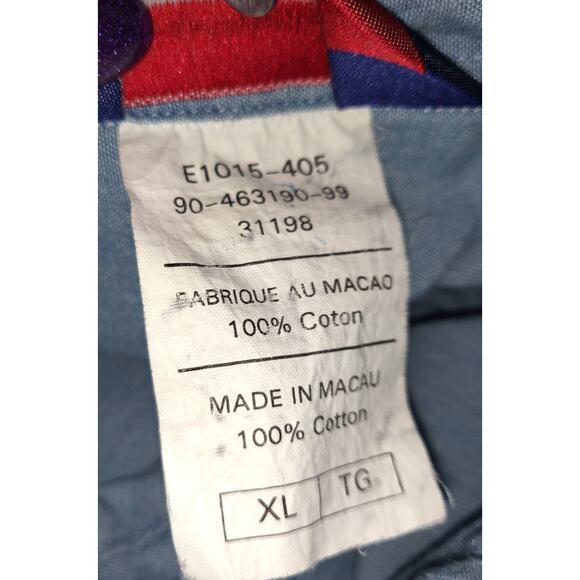 E1015-405
90-463190-99
31198
FABRIQUE AU MACAO
100% Coton
MADE IN MACAU
100% Cotton
XL TG